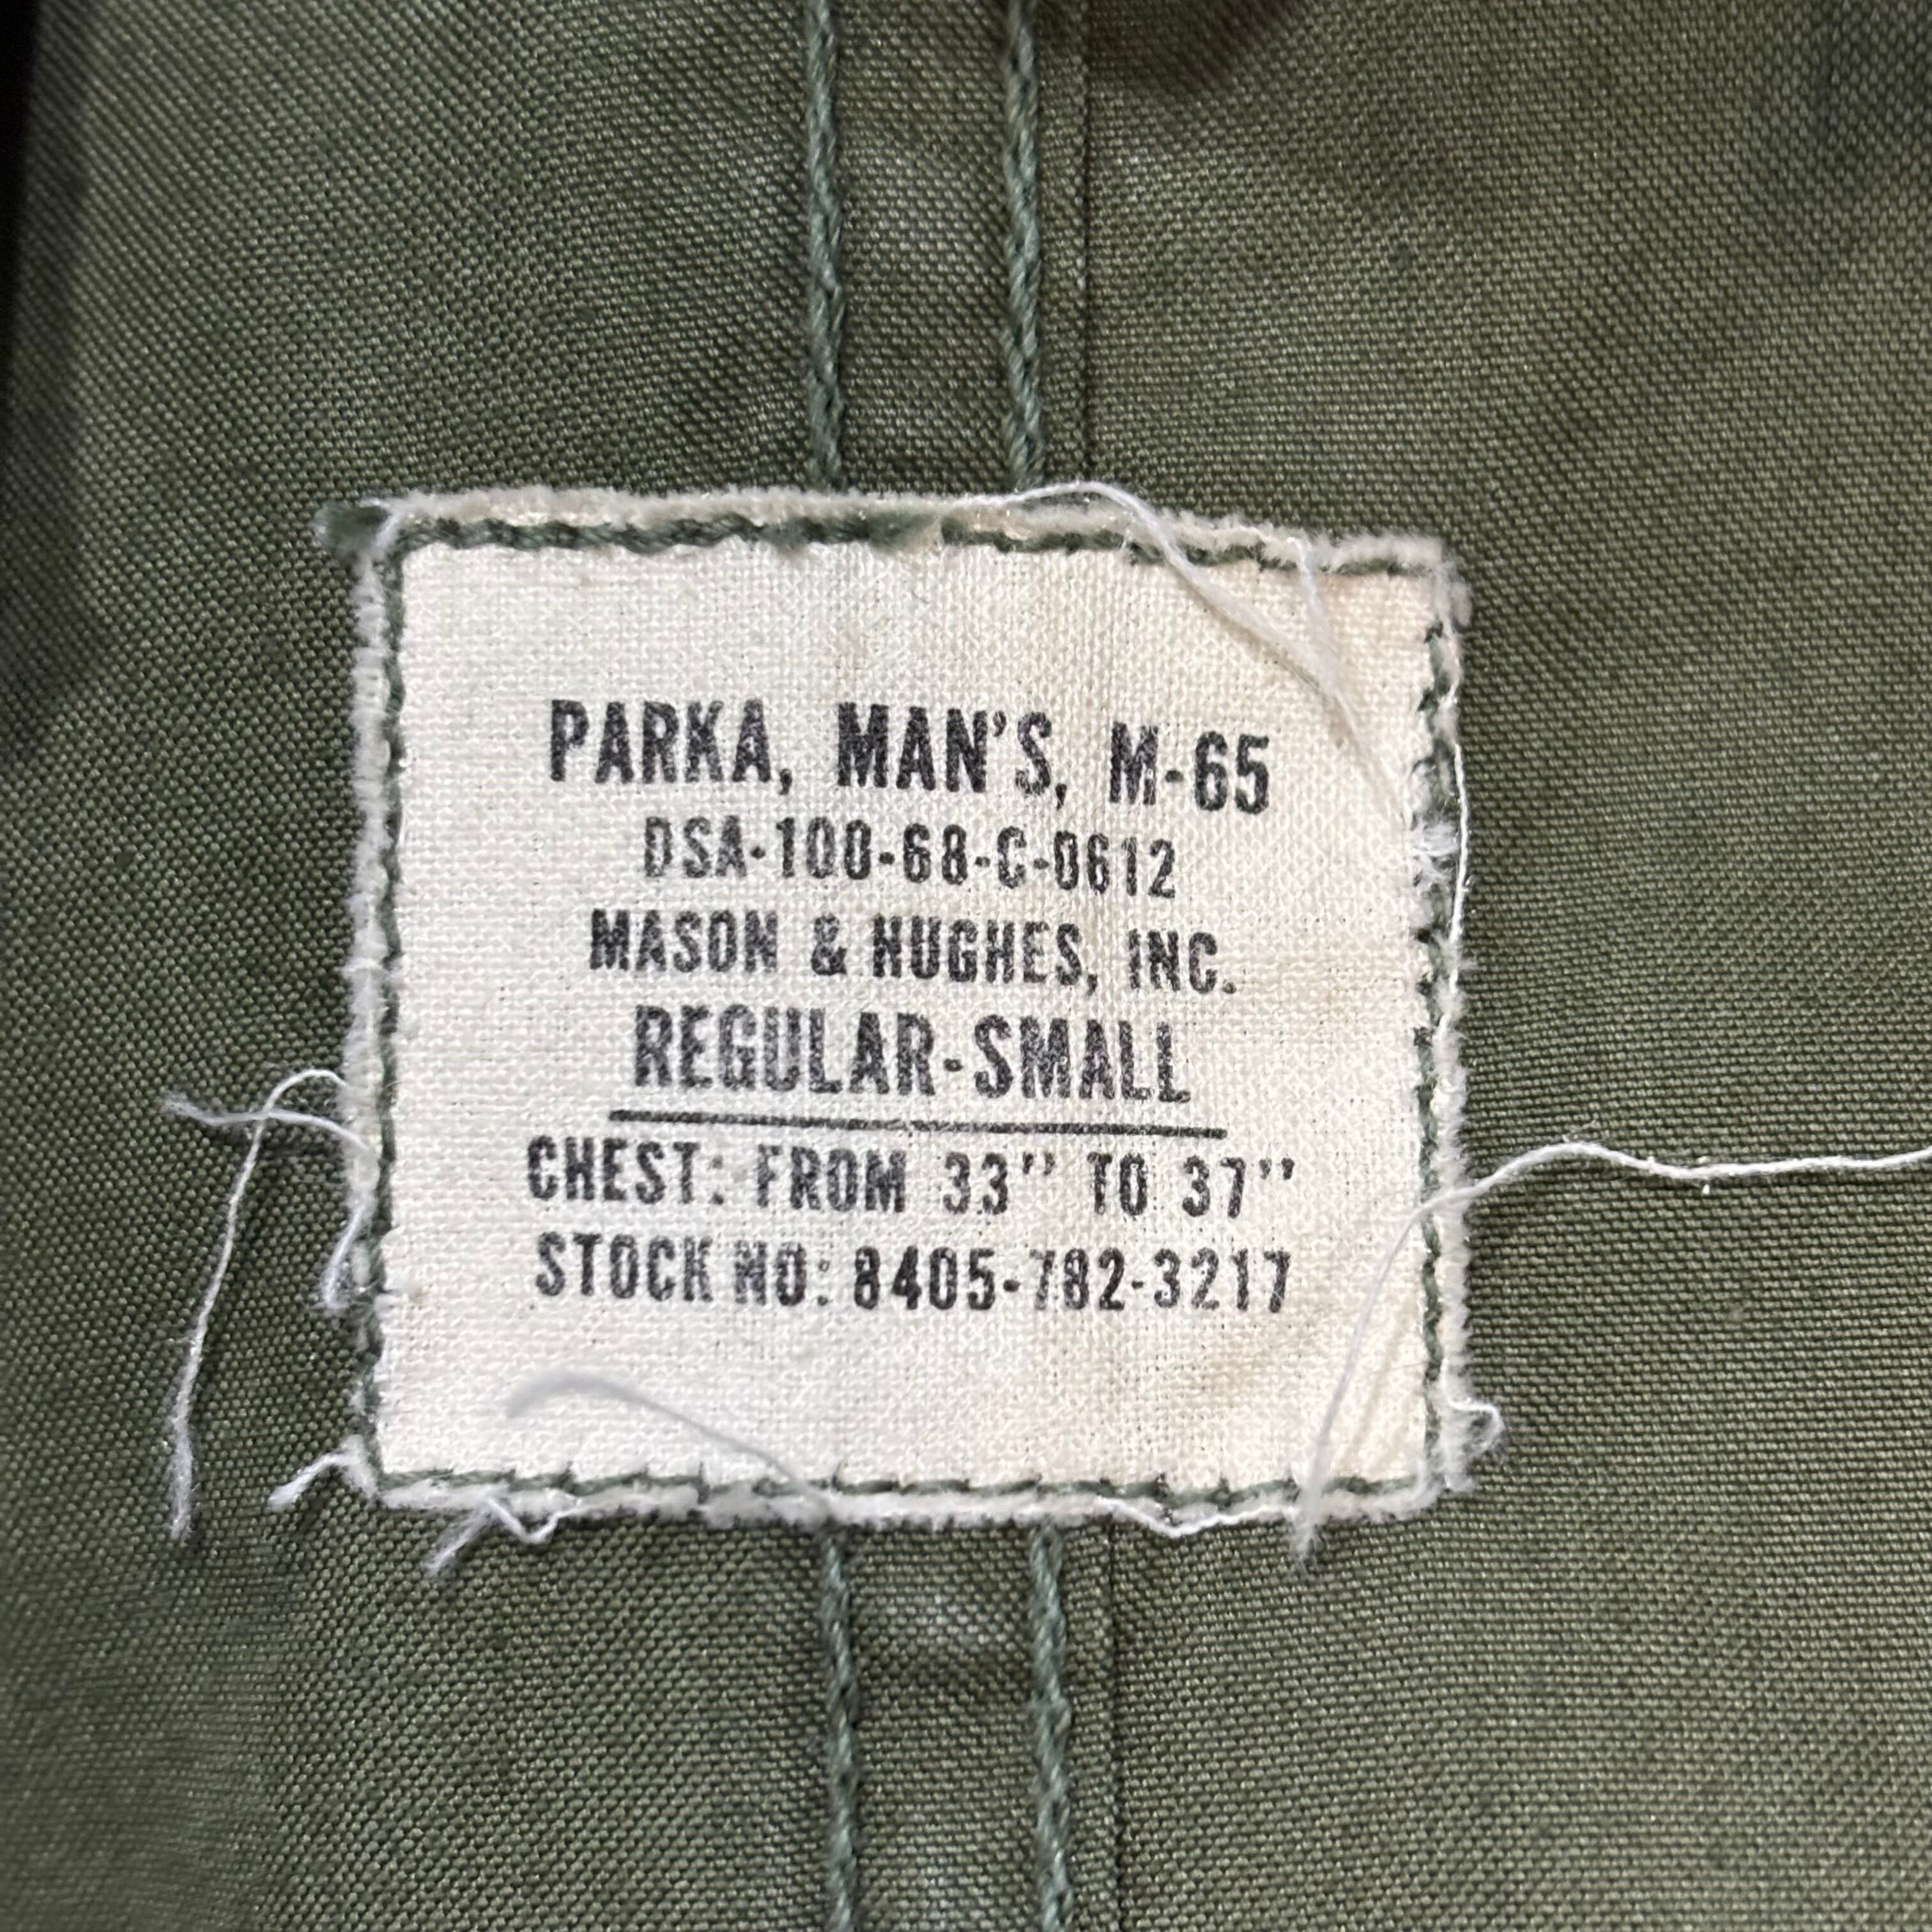 PARKA, MAN'S, M-65
DSA-100-68-C-0612
MASON & HUGHES, INC.
REGULAR-SMALL
CHEST: FROM 33" TO 37"
STOCK NO: 8405-782-3217